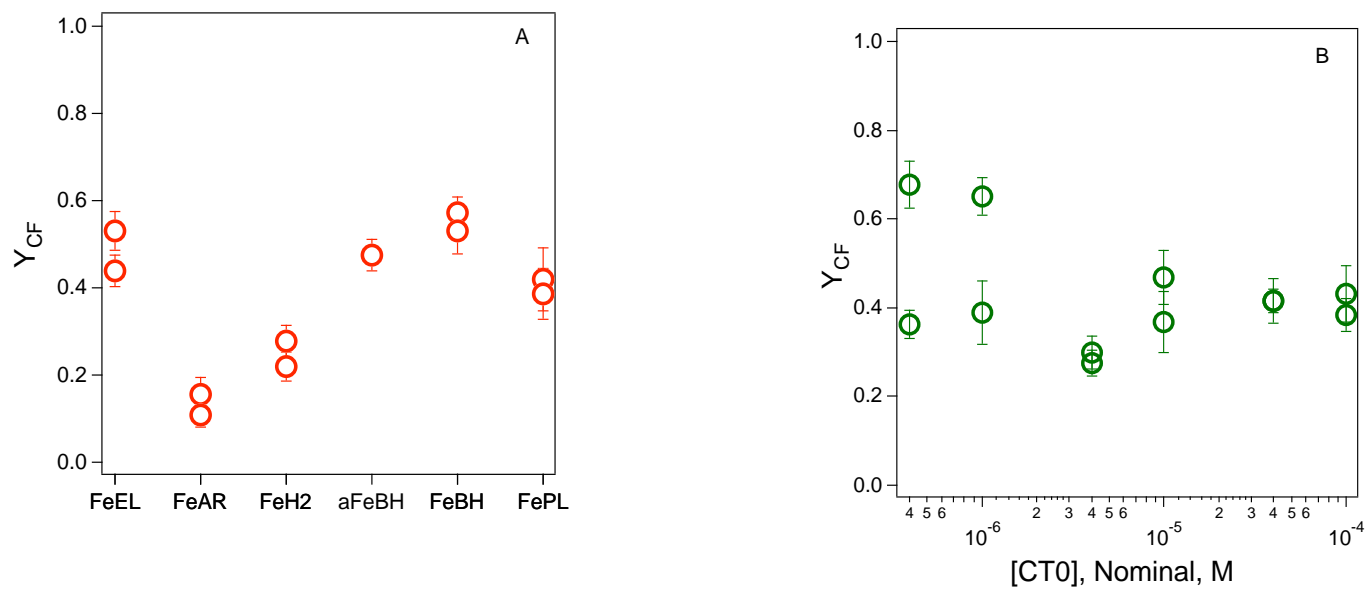 A
1.0
0.8
0.6
0.4
0.2
0.0
Y_CF
FeEL FeAR FeH2 aFeBH FeBH FePL
B
1.0
0.8
0.6
0.4
0.2
0.0
Y_CF
4 5 6 2 3 4 5 6 2 3 4 5 6
10^-6 10^-5 10^-4
[CT0], Nominal, M